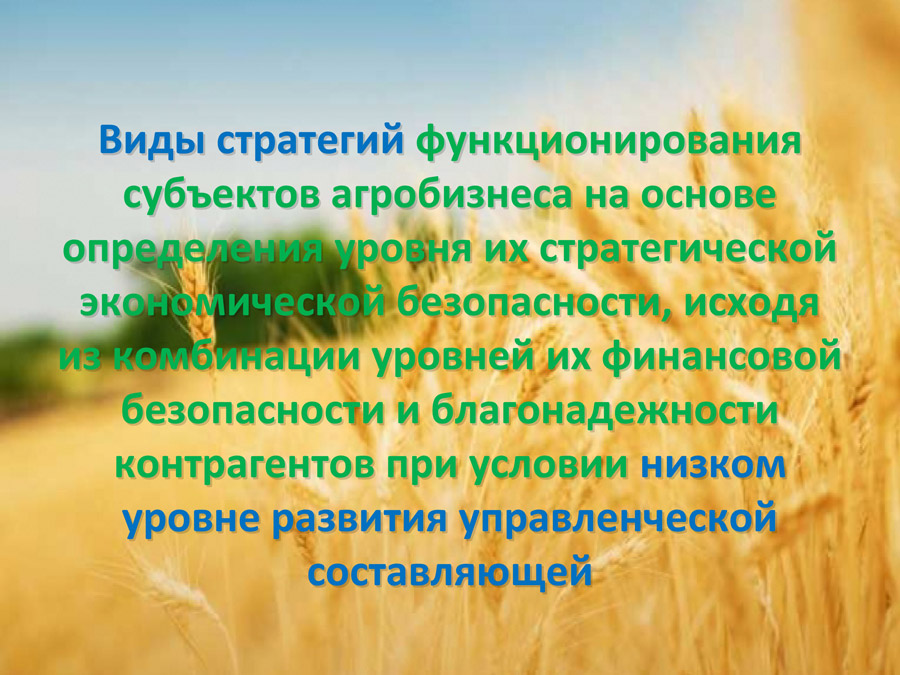 Виды стратегий функционирования
субъектов агробизнеса на основе
определения уровня их стратегической
экономической безопасности, исходя
из комбинации уровней их финансовой
безопасности и благонадежности
контрагентов при условии низком
уровне развития управленческой
составляющей